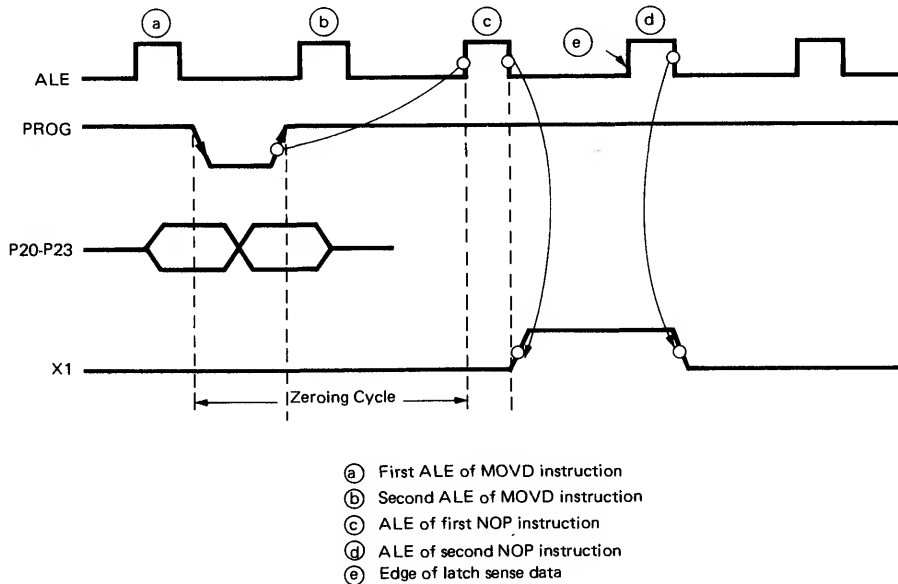 ⓐ ⓑ ⓒ ⓓ
ⓔ
ALE
PROG
P20-P23
X1
Zeroing Cycle
ⓐ First ALE of MOVD instruction
ⓑ Second ALE of MOVD instruction
ⓒ ALE of first NOP instruction
ⓓ ALE of second NOP instruction
ⓔ Edge of latch sense data